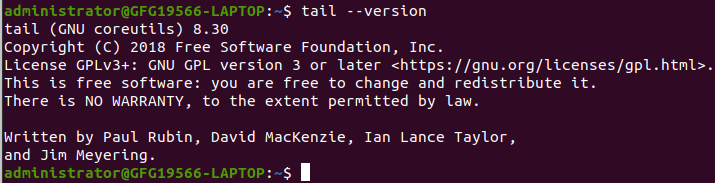 administrator@GFG19566-LAPTOP:~$ tail --version
tail (GNU coreutils) 8.30
Copyright (C) 2018 Free Software Foundation, Inc.
License GPLv3+: GNU GPL version 3 or later <https://gnu.org/licenses/gpl.html>.
This is free software: you are free to change and redistribute it.
There is NO WARRANTY, to the extent permitted by law.

Written by Paul Rubin, David MacKenzie, Ian Lance Taylor,
and Jim Meyering.
administrator@GFG19566-LAPTOP:~$